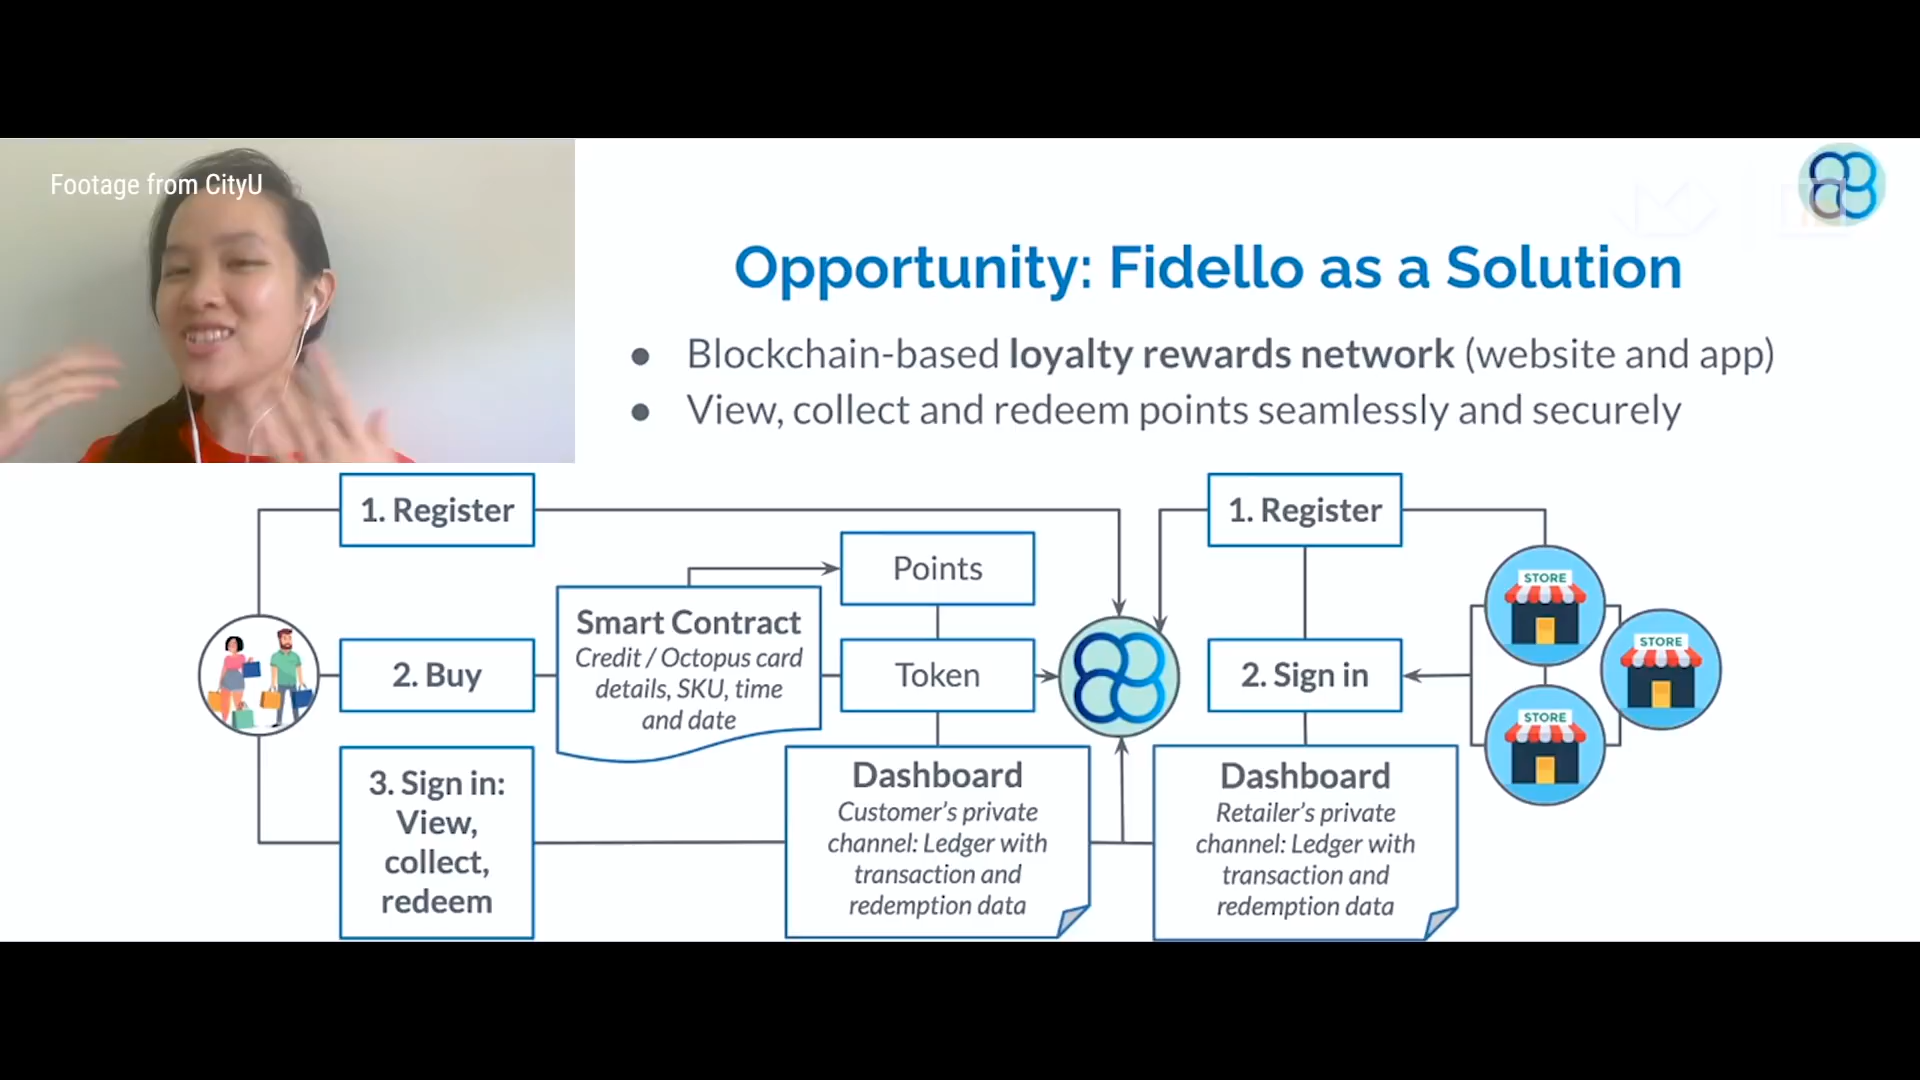 Footage from CityU
Opportunity: Fidello as a Solution
● Blockchain-based loyalty rewards network (website and app)
● View, collect and redeem points seamlessly and securely
1. Register
1. Register
Points
STORE
Smart Contract
Credit / Octopus card
details, SKU, time
and date
2. Buy
Token
2. Sign in
STORE
STORE
3. Sign in:
View,
collect,
redeem
Dashboard
Customer's private
channel: Ledger with
transaction and
redemption data
Dashboard
Retailer's private
channel: Ledger with
transaction and
redemption data